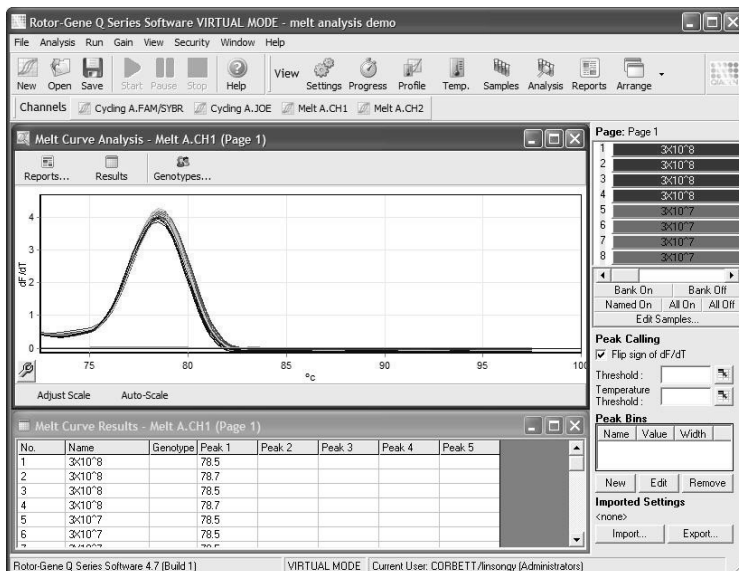 Rotor-Gene Q Series Software VIRTUAL MODE - melt analysis demo
File Analysis Run Gain View Security Window Help
New Open Save Start Pause Stop Help View Settings Progress Profile Temp. Samples Analysis Reports Arrange
Channels Cycling A.FAM/SYBR Cycling A.JOE Melt A.CH1 Melt A.CH2
Melt Curve Analysis - Melt A.CH1 (Page 1)
Reports... Results Genotypes...
4
3
2
1
0
dF/dT
75 80 85 90 95 100
°C
Adjust Scale Auto-Scale
Melt Curve Results - Melt A.CH1 (Page 1)
No. Name Genotype Peak 1 Peak 2 Peak 3 Peak 4 Peak 5
1 3X10^8 78.5
2 3X10^8 78.7
3 3X10^8 78.5
4 3X10^8 78.7
5 3X10^7 78.5
6 3X10^7 78.5
Page: Page 1
1 3X10^8
2 3X10^8
3 3X10^8
4 3X10^8
5 3X10^7
6 3X10^7
7 3X10^7
8 3X10^7
Bank On Bank Off
Named On All On All Off
Edit Samples...
Peak Calling
Flip sign of dF/dT
Threshold :
Temperature
Threshold :
Peak Bins
Name Value Width
New Edit Remove
Imported Settings
<none>
Import... Export...
Rotor-Gene Q Series Software 4.7 (Build 1) VIRTUAL MODE Current User: CORBETT/linsongy (Administrators)